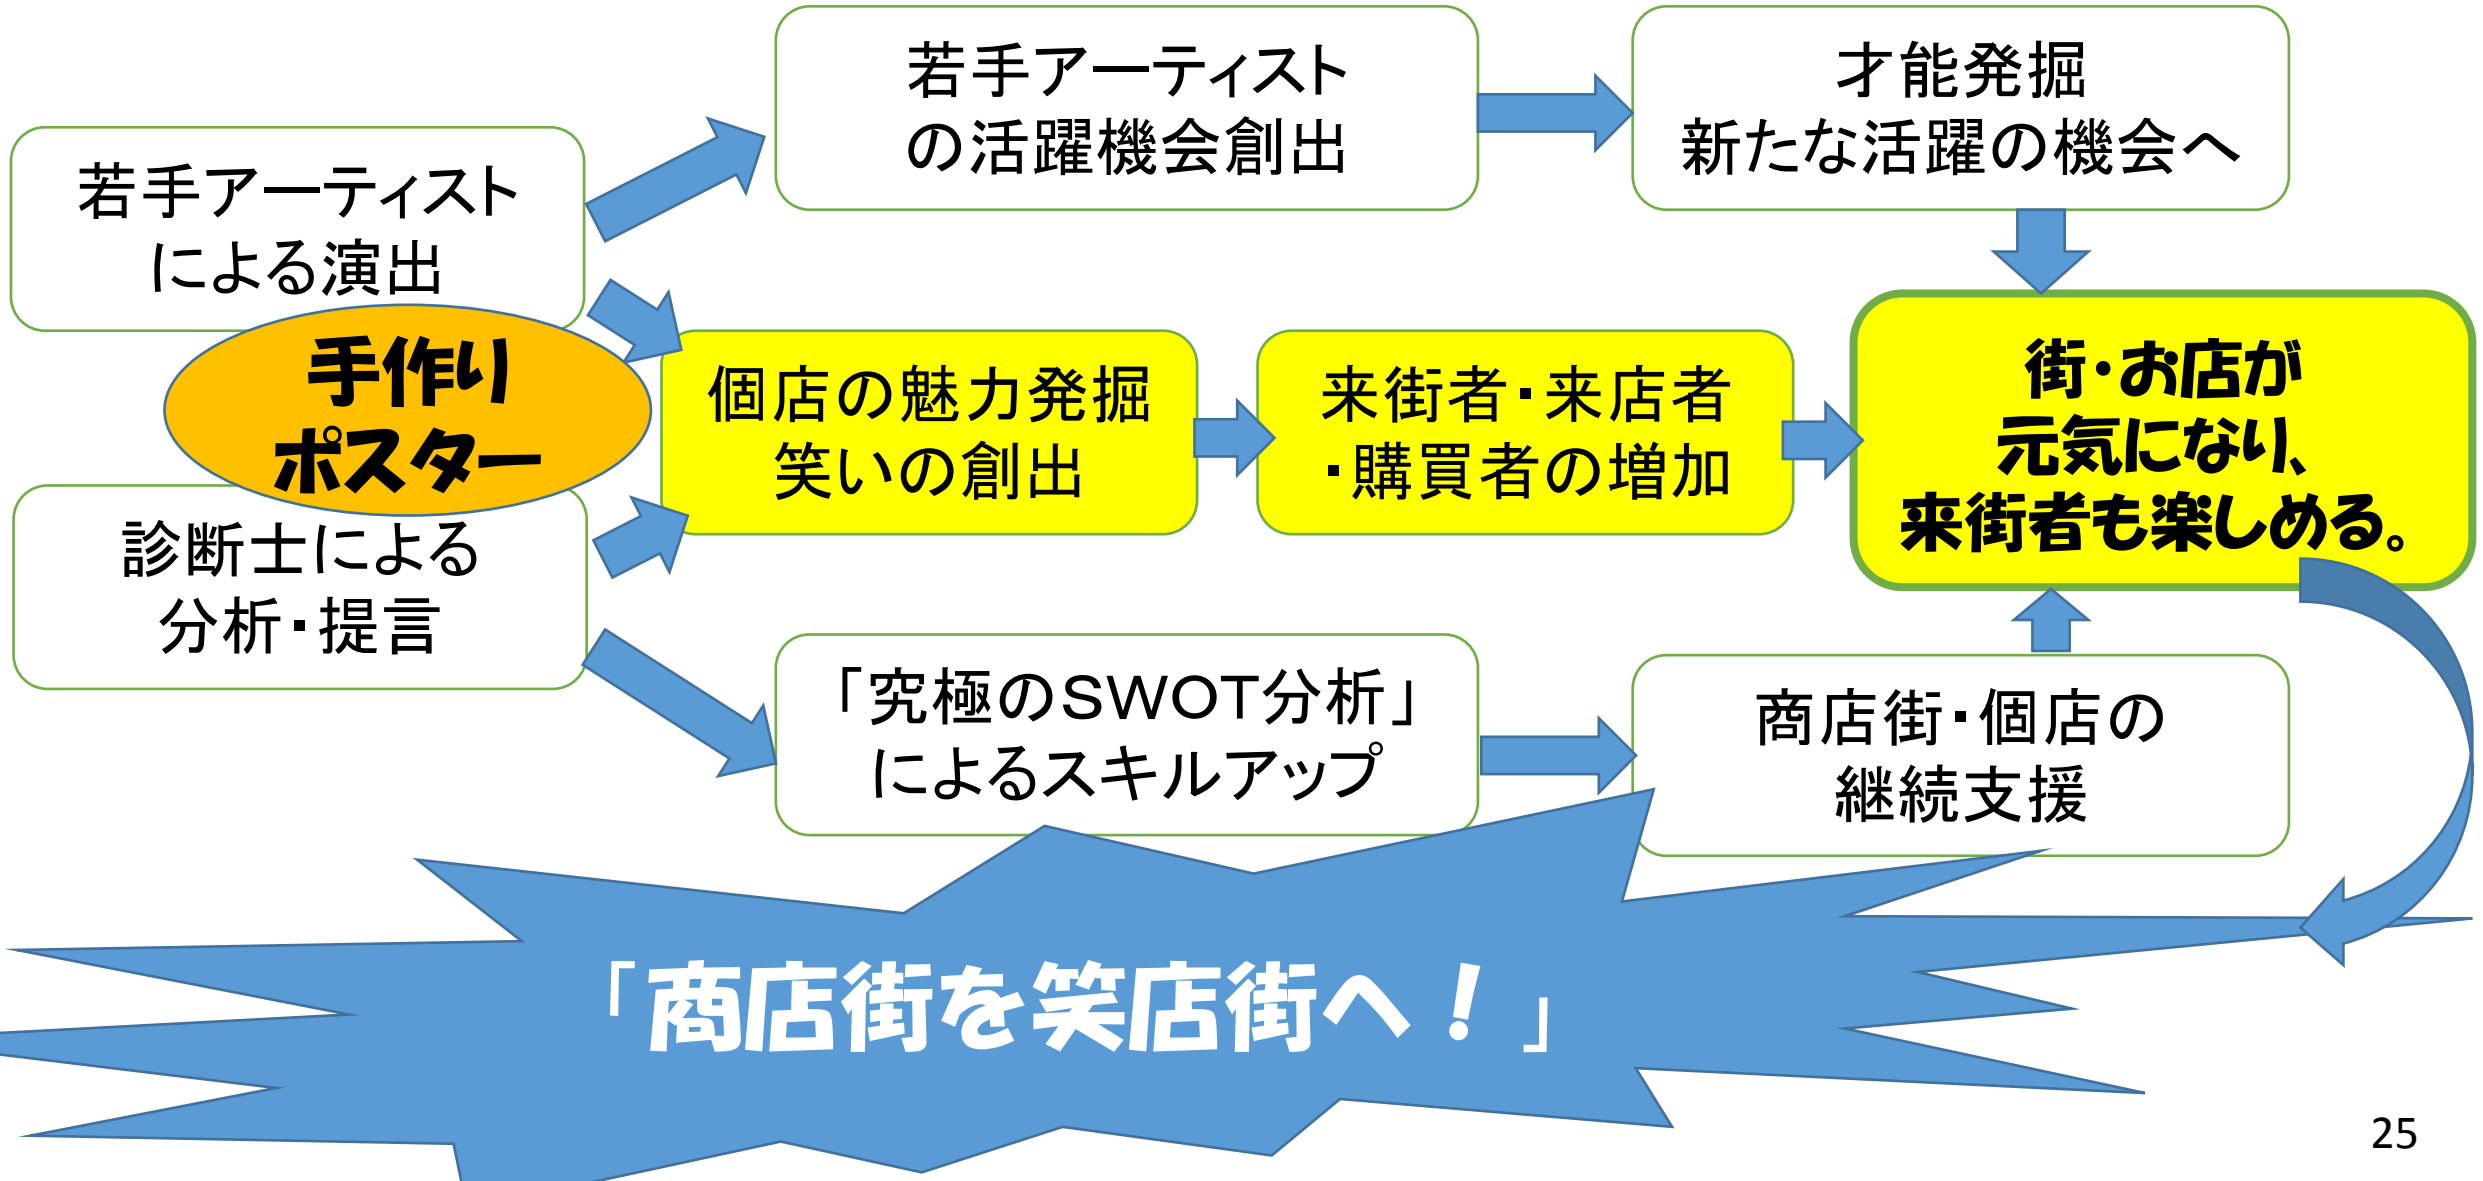 若手アーティスト
による演出
手作り
ポスター
診断士による
分析・提言
若手アーティスト
の活躍機会創出
才能発掘
新たな活躍の機会へ
個店の魅力発掘
笑いの創出
来街者・来店者
・購買者の増加
街・お店が
元気になり、
来街者も楽しめる。
「究極のSWOT分析」
によるスキルアップ
商店街・個店の
継続支援
「商店街を笑店街へ！」
25